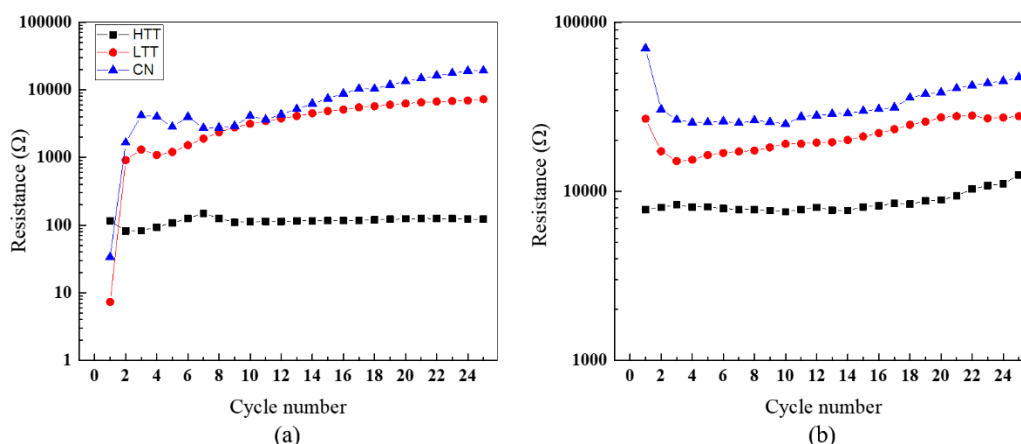 100000
10000
1000
100
10
1
Resistance (Ω)
HTT
LTT
CN
0 2 4 6 8 10 12 14 16 18 20 22 24
Cycle number
(a)
100000
10000
1000
Resistance (Ω)
0 2 4 6 8 10 12 14 16 18 20 22 24
Cycle number
(b)